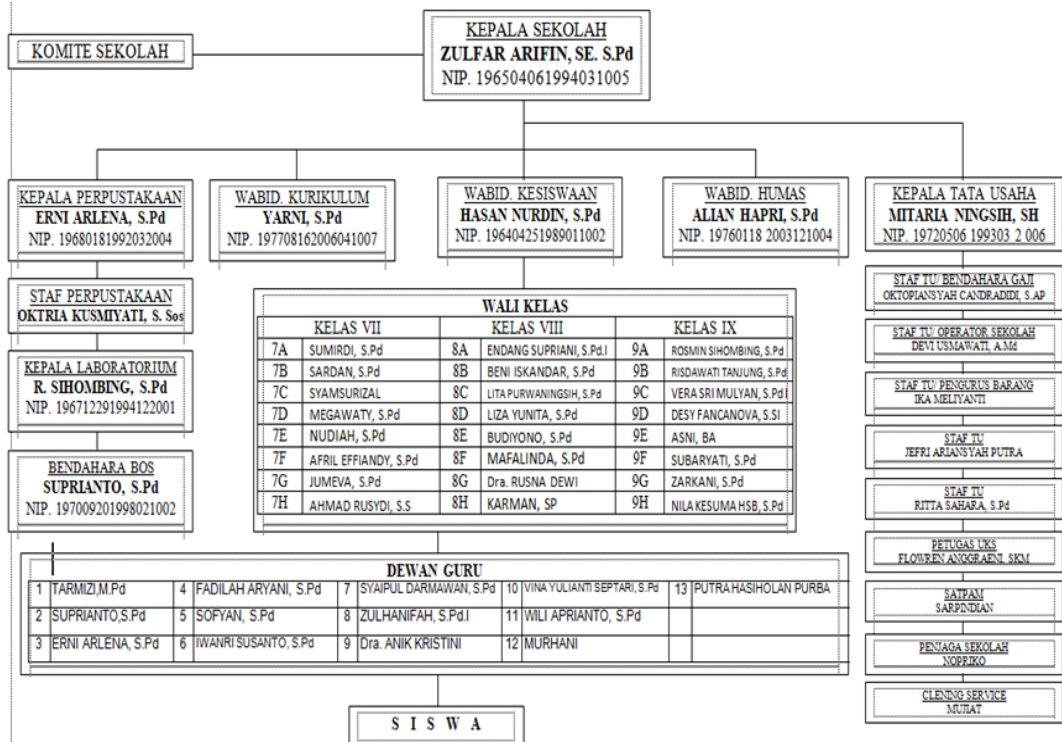 KOMITE SEKOLAH
KEPALA SEKOLAH
ZULFAR ARIFIN, SE. S.Pd
NIP. 196504061994031005
KEPALA PERPUSTAKAAN
ERNI ARLENA, S.Pd
NIP. 19680181992032004
WABID. KURIKULUM
YARNI, S.Pd
NIP. 197708162006041007
WABID. KESISWAAN
HASAN NURDIN, S.Pd
NIP. 196404251989011002
WABID. HUMAS
ALIAN HAPRI, S.Pd
NIP. 19760118 2003121004
KEPALA TATA USAHA
MITARIA NINGSIH, SH
NIP. 19720506 199303 2 006
STAF PERPUSTAKAAN
OKTRIA KUSMIYATI, S. Sos
KEPALA LABORATORIUM
R. SIHOMBING, S.Pd
NIP. 196712291994122001
BENDAHARA BOS
SUPRIANTO, S.Pd
NIP. 197009201998021002
WALI KELAS
KELAS VII KELAS VIII KELAS IX
7A SUMIRDI, S.Pd 8A ENDANG SUPRIANI, S.Pd.I 9A ROSMIN SIHOMBING, S.Pd
7B SARDAN, S.Pd 8B BENI ISKANDAR, S.Pd 9B RISDAWATI TANJUNG, S.Pd
7C SYAMSURIZAL 8C LITA PURWANINGSIH, S.Pd 9C VERA SRI MULYAN, S.Pd I
7D MEGAWATY, S.Pd 8D LIZA YUNITA, S.Pd 9D DESY FANCANOVA, S.SI
7E NUDIAH, S.Pd 8E BUDIYONO, S.Pd 9E ASNI, BA
7F AFRIL EFFIANDY, S.Pd 8F MAFALINDA, S.Pd 9F SUBARYATI, S.Pd
7G JUMEVA, S.Pd 8G Dra. RUSNA DEWI 9G ZARKANI, S.Pd
7H AHMAD RUSYDI, S.S 8H KARMAN, SP 9H NILA KESUMA HSB, S.Pd
STAF TU/ BENDAHARA GAJI
OKTOPIANSYAH CANDRADIDI, S.AP
STAF TU/ OPERATOR SEKOLAH
DEVI USMAWATI, A.Md
STAF TU/ PENGURUS BARANG
IKA MELIYANTI
STAF TU
JEFRI ARIANSYAH PUTRA
STAF TU
RITTA SAHARA, S.Pd
PETUGAS UKS
FLOWREN ANGGRAENI, SKM
SATPAM
SARPINDIAN
PENJAGA SEKOLAH
NOPRIKO
CLENING SERVICE
MUJIAT
DEWAN GURU
1 TARMIZI,M.Pd 4 FADILAH ARYANI, S.Pd 7 SYAIPUL DARMAWAN, S.Pd 10 VINA YULIANTI SEPTARI, S.Pd 13 PUTRA HASIHOLAN PURBA
2 SUPRIANTO,S.Pd 5 SOFYAN, S.Pd 8 ZULHANIFAH, S.Pd.I 11 WILI APRIANTO, S.Pd
3 ERNI ARLENA, S.Pd 6 IWANRI SUSANTO, S.Pd 9 Dra. ANIK KRISTINI 12 MURHANI
S I S W A